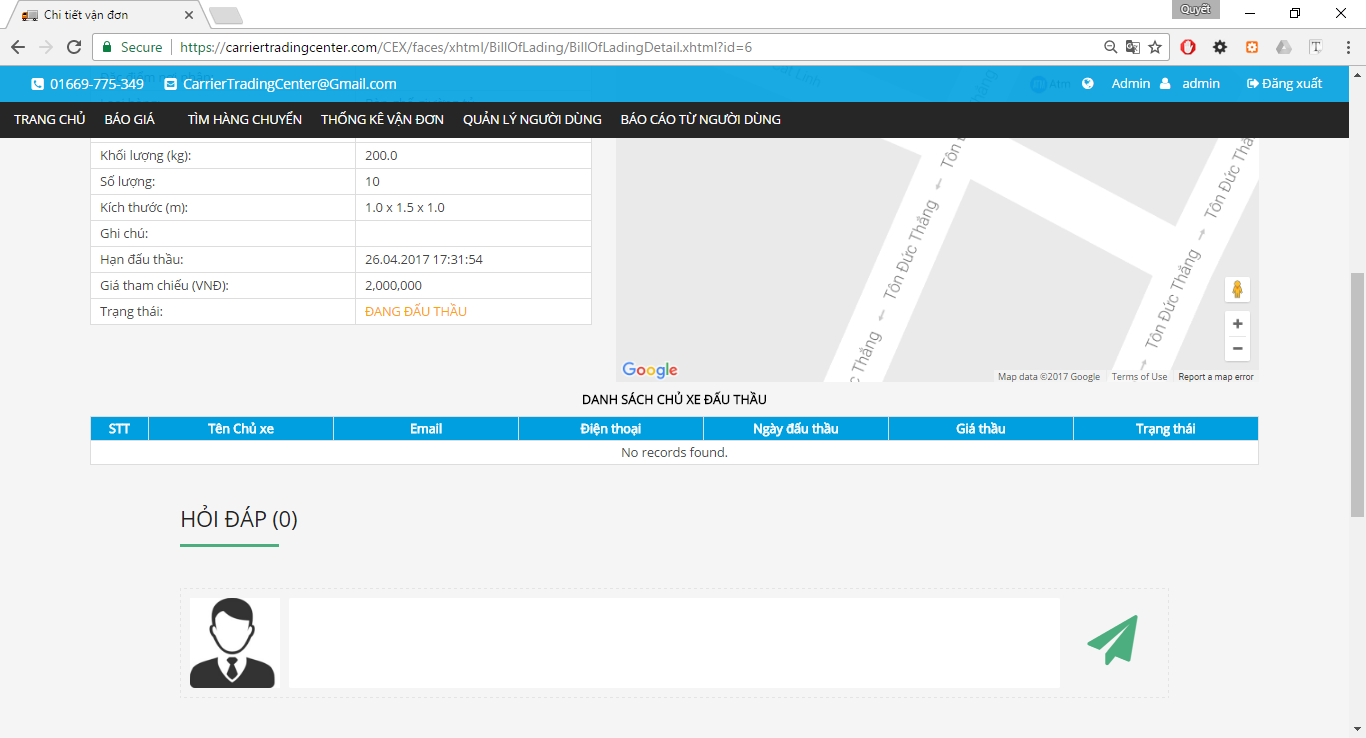 Chi tiết vận đơn
Quyết
Secure
https://carriertradingcenter.com/CEX/faces/xhtml/BillOfLading/BillOfLadingDetail.xhtml?id=6
01669-775-349 CarrierTradingCenter@Gmail.com Atm Admin admin Đăng xuất
TRANG CHỦ BÁO GIÁ TÌM HÀNG CHUYỂN THỐNG KÊ VẬN ĐƠN QUẢN LÝ NGƯỜI DÙNG BÁO CÁO TỪ NGƯỜI DÙNG
Khối lượng (kg): 200.0
Số lượng: 10
Kích thước (m): 1.0 x 1.5 x 1.0
Ghi chú:
Hạn đấu thầu: 26.04.2017 17:31:54
Giá tham chiếu (VNĐ): 2,000,000
Trạng thái: ĐANG ĐẤU THẦU
Tôn Đ
Tôn Đức Thắng
c Thắng
Tôn Đức Thắ
Tôn Đức Thắng
Google
Map data ©2017 Google Terms of Use Report a map error
DANH SÁCH CHỦ XE ĐẤU THẦU
STT Tên Chủ xe Email Điện thoại Ngày đấu thầu Giá thầu Trạng thái
No records found.
HỎI ĐÁP (0)